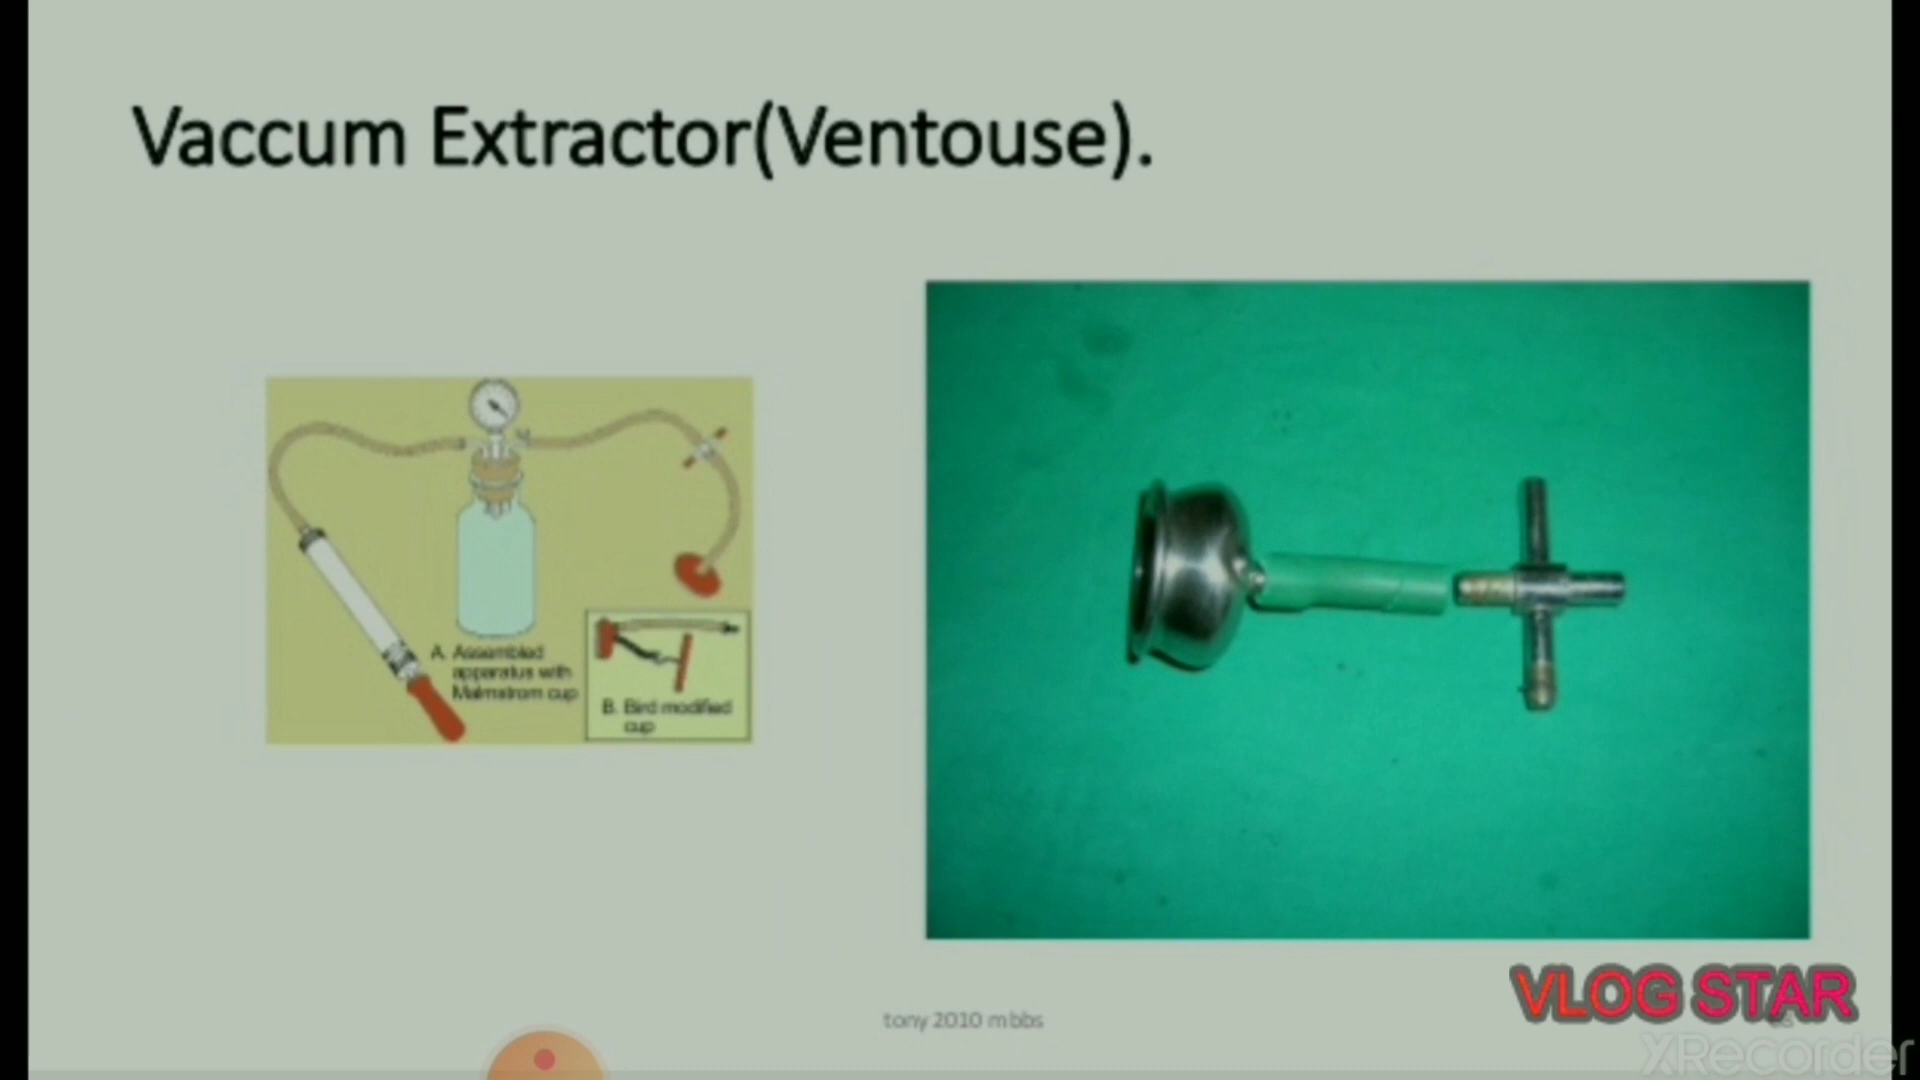 Vaccum Extractor(Ventouse).
A. Assembled
apparatus with
Malmstrom cup
B. Bird modified
cup
tony 2010 mbbs
VLOG STAR
XRecorder